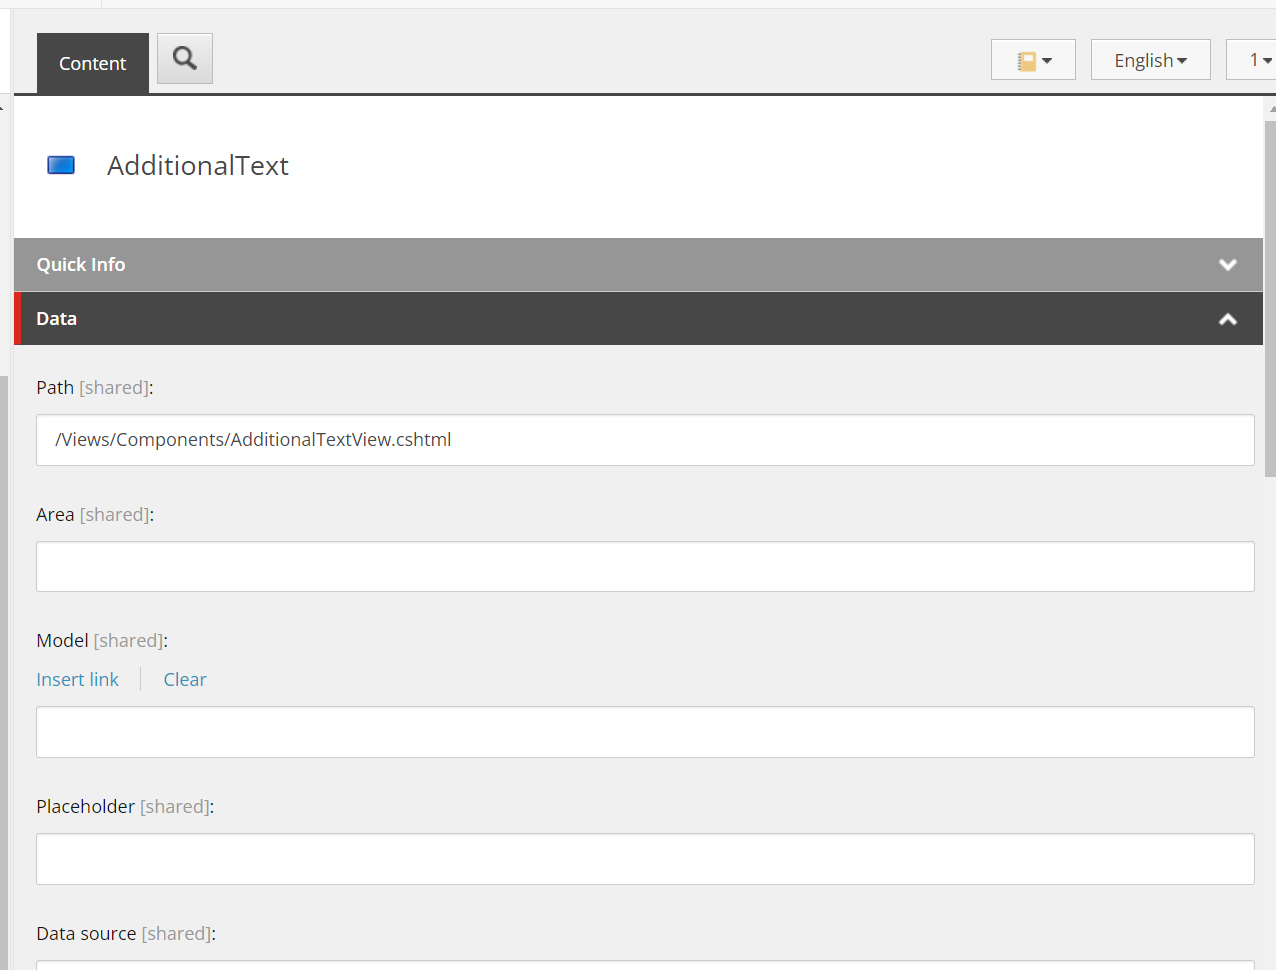 Content
English
1
AdditionalText
Quick Info
Data
Path [shared]:
/Views/Components/AdditionalTextView.cshtml
Area [shared]:
Model [shared]:
Insert link Clear
Placeholder [shared]:
Data source [shared]: